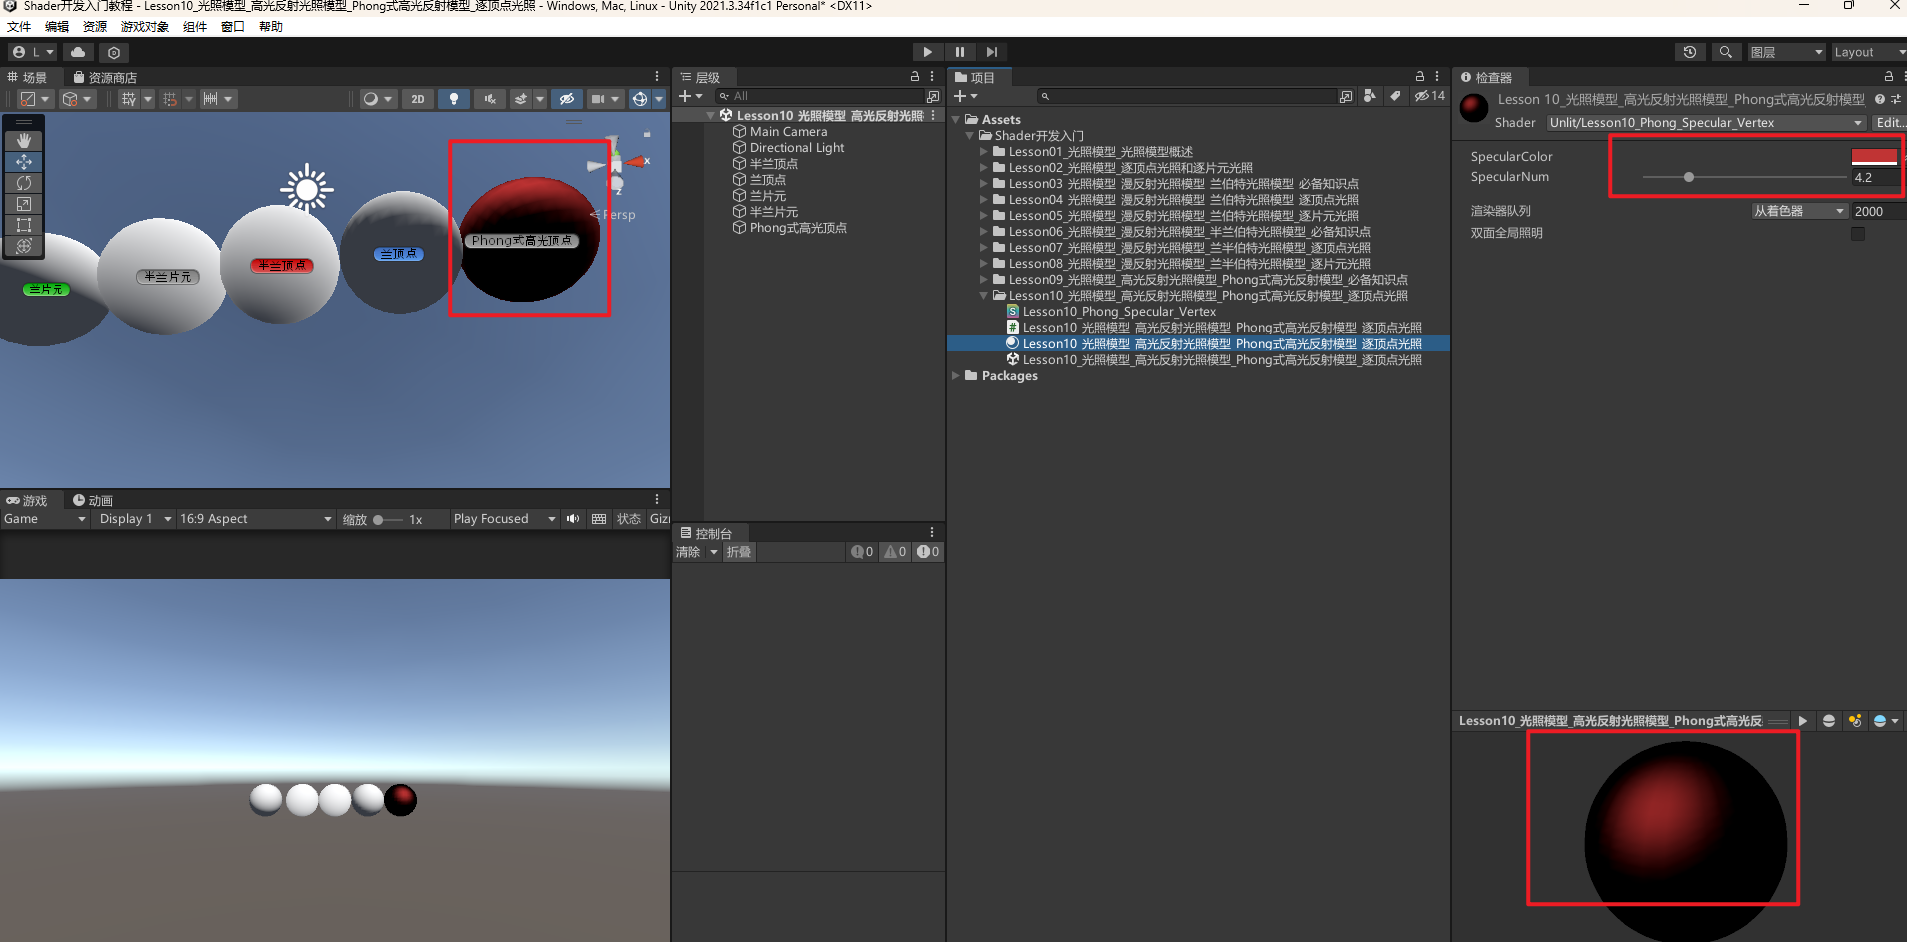 Shader开发入门教程 - Lesson10_光照模型_高光反射光照模型_Phong式高光反射模型_逐顶点光照 - Windows, Mac, Linux - Unity 2021.3.34f1c1 Personal* <DX11>
文件 编辑 资源 游戏对象 组件 窗口 帮助
L
图层
Layout
场景 资源商店
2D
Persp
x
z
兰片元
半兰片元
半兰顶点
兰顶点
Phong式高光顶点
游戏 动画
Game Display 1 16:9 Aspect 缩放 1x Play Focused 状态 Giz
层级
All
Lesson10_光照模型_高光反射光照
Main Camera
Directional Light
半兰顶点
兰顶点
兰片元
半兰片元
Phong式高光顶点
控制台
清除 折叠 0 0 0
项目
14
Assets
Shader开发入门
Lesson01_光照模型_光照模型概述
Lesson02_光照模型_逐顶点光照和逐片元光照
Lesson03_光照模型_漫反射光照模型_兰伯特光照模型_必备知识点
Lesson04_光照模型_漫反射光照模型_兰伯特光照模型_逐顶点光照
Lesson05_光照模型_漫反射光照模型_兰伯特光照模型_逐片元光照
Lesson06_光照模型_漫反射光照模型_半兰伯特光照模型_必备知识点
Lesson07_光照模型_漫反射光照模型_兰半伯特光照模型_逐顶点光照
Lesson08_光照模型_漫反射光照模型_兰半伯特光照模型_逐片元光照
Lesson09_光照模型_高光反射光照模型_Phong式高光反射模型_必备知识点
Lesson10_光照模型_高光反射光照模型_Phong式高光反射模型_逐顶点光照
Lesson10_Phong_Specular_Vertex
Lesson10_光照模型_高光反射光照模型_Phong式高光反射模型_逐顶点光照
Lesson10_光照模型_高光反射光照模型_Phong式高光反射模型_逐顶点光照
Lesson10_光照模型_高光反射光照模型_Phong式高光反射模型_逐顶点光照
Packages
检查器
Lesson 10_光照模型_高光反射光照模型_Phong式高光反射模型
Shader Unlit/Lesson10_Phong_Specular_Vertex Edit...
SpecularColor
SpecularNum 4.2
渲染器队列 从着色器 2000
双面全局照明
Lesson10_光照模型_高光反射光照模型_Phong式高光反